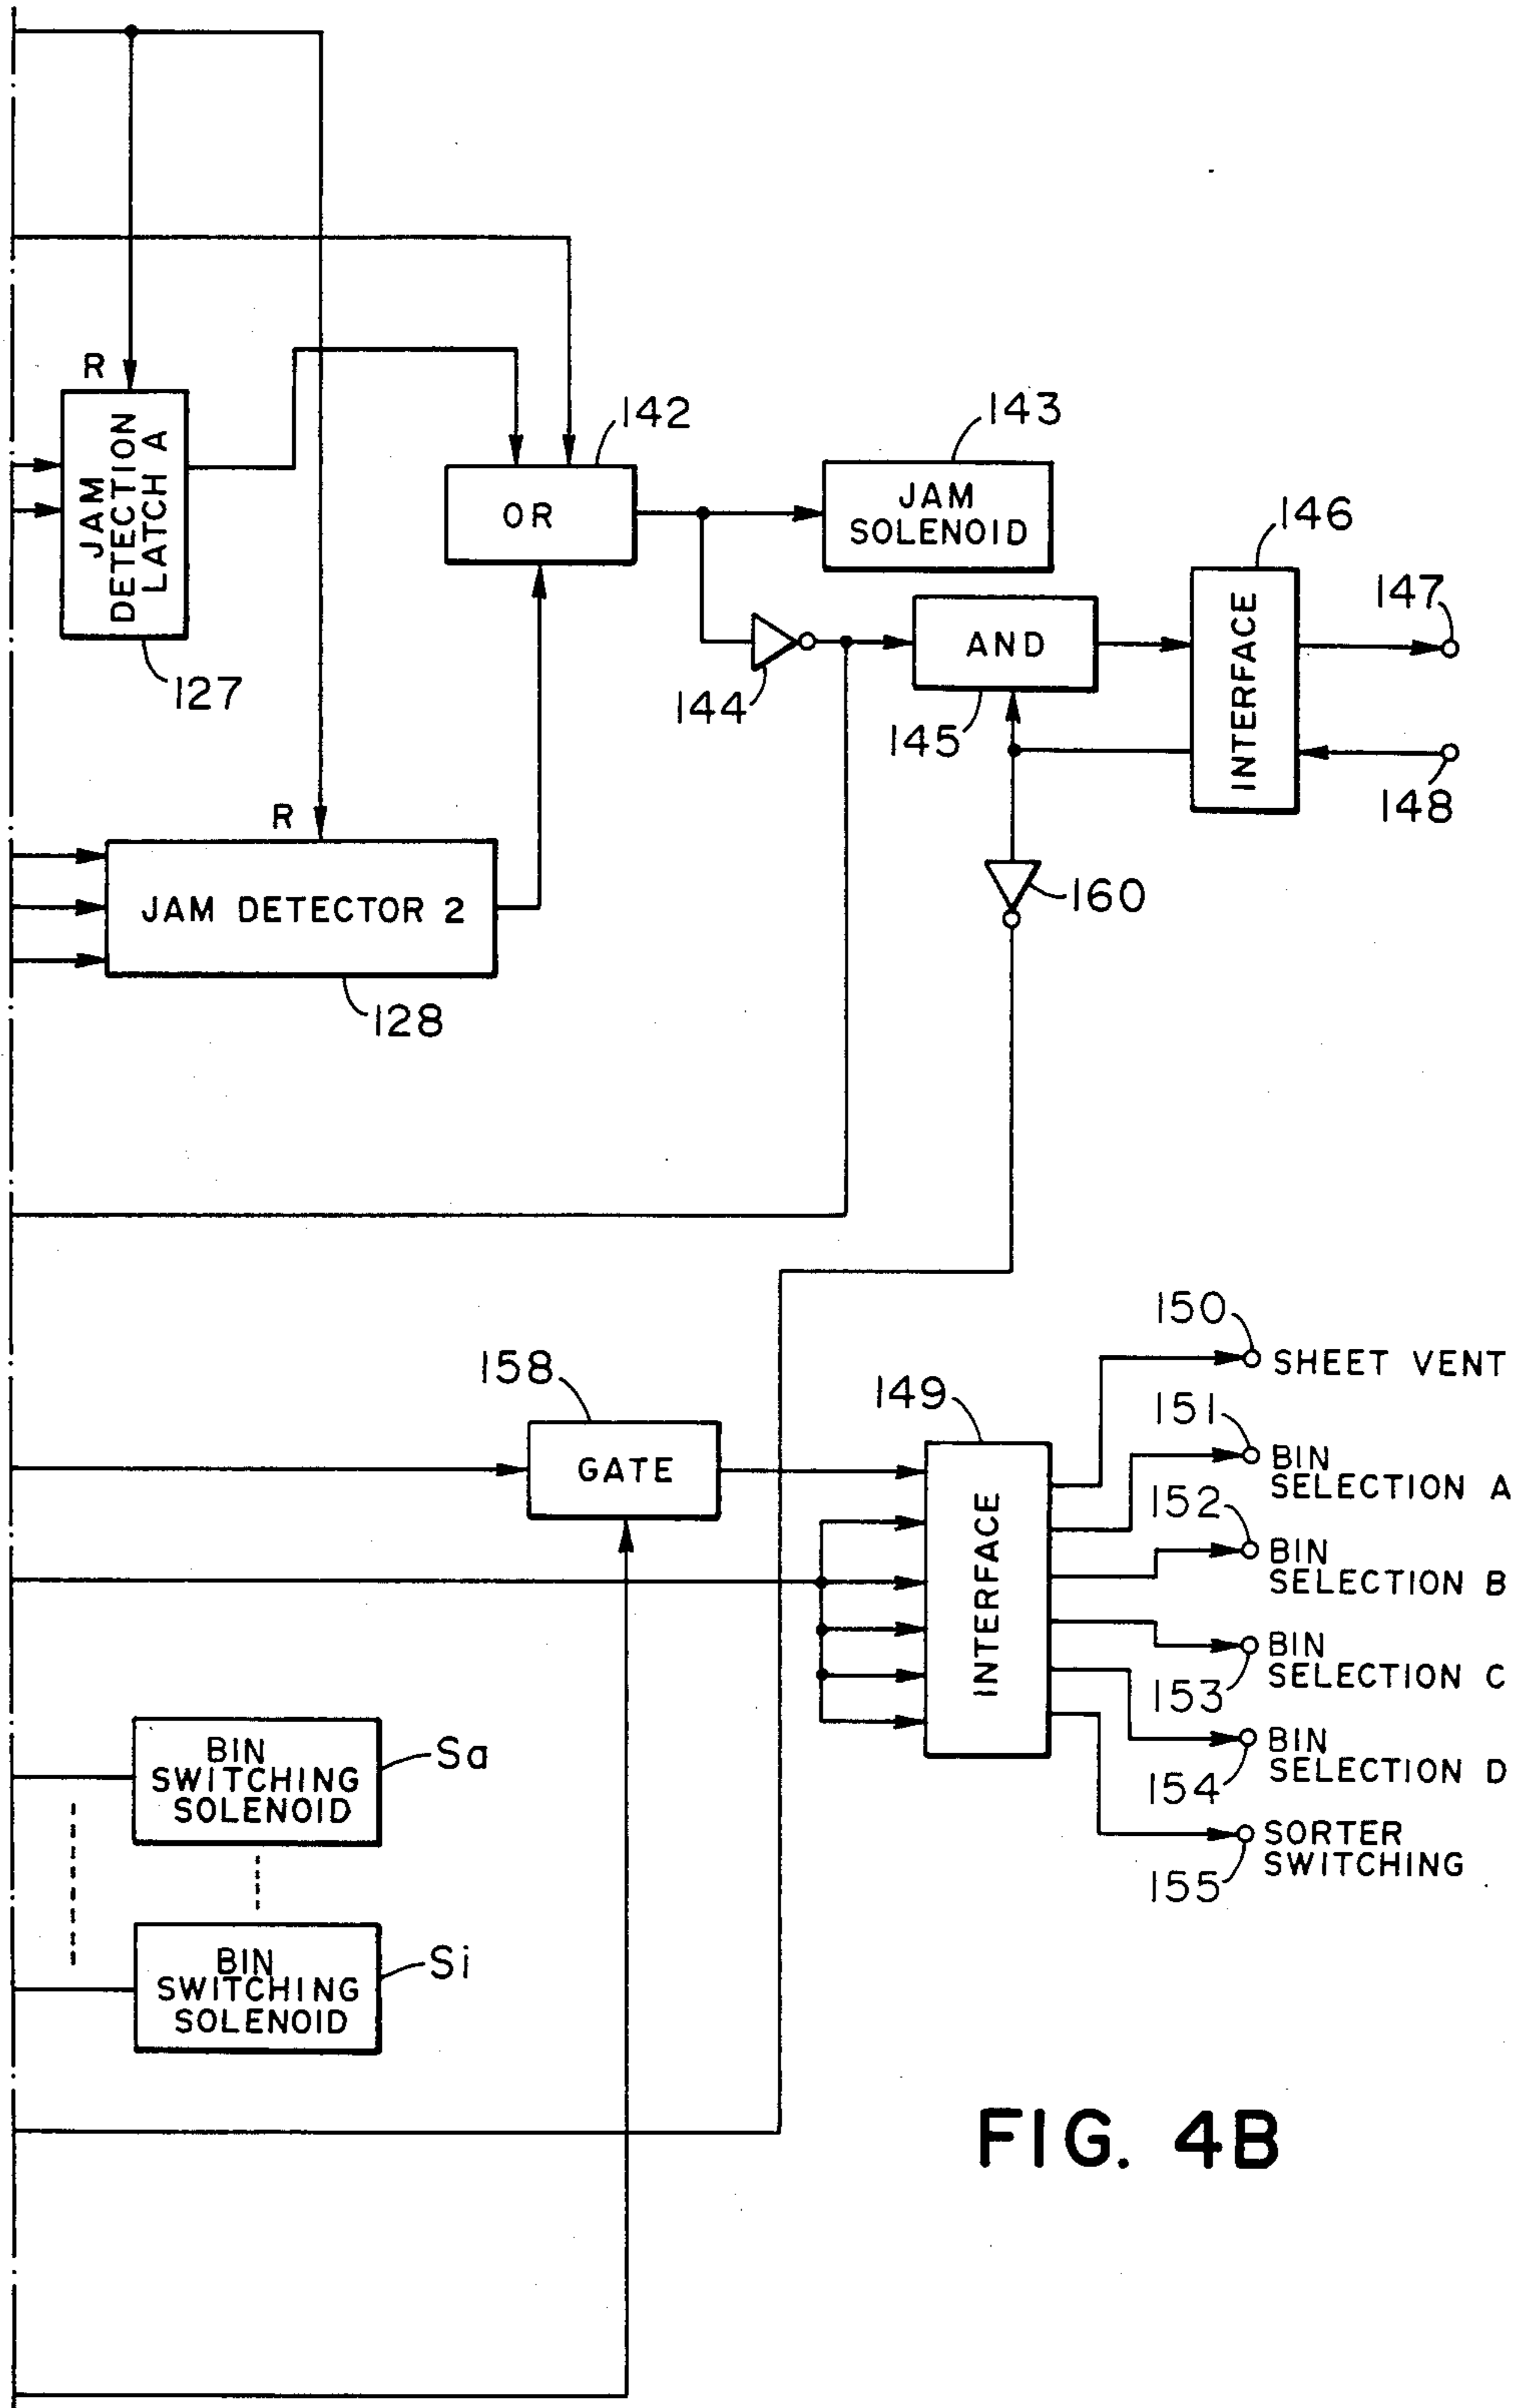 R
JAM
DETECTION
LATCH A
127
142
OR
143
JAM
SOLENOID
144
AND
145
146
INTERFACE
147
148
R
JAM DETECTOR 2
128
160
158
GATE
149
INTERFACE
150
SHEET VENT
151
BIN
SELECTION A
152
BIN
SELECTION B
BIN
SELECTION C
153
BIN
SELECTION D
154
SORTER
SWITCHING
155
BIN
SWITCHING
SOLENOID
Sa
BIN
SWITCHING
SOLENOID
Si
FIG. 4B